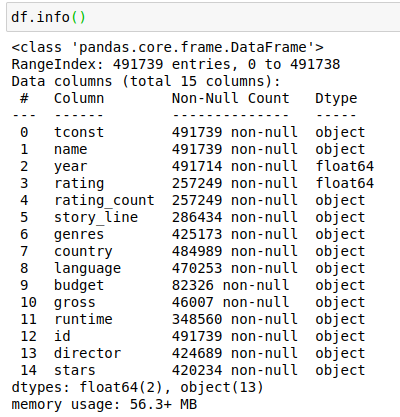 df.info()
<class 'pandas.core.frame.DataFrame'>
RangeIndex: 491739 entries, 0 to 491738
Data columns (total 15 columns):
 #   Column        Non-Null Count   Dtype
---  ------        --------------   -----
 0   tconst        491739 non-null  object
 1   name          491739 non-null  object
 2   year          491714 non-null  float64
 3   rating        257249 non-null  float64
 4   rating_count  257249 non-null  object
 5   story_line    286434 non-null  object
 6   genres        425173 non-null  object
 7   country       484989 non-null  object
 8   language      470253 non-null  object
 9   budget        82326 non-null   object
 10  gross         46007 non-null   object
 11  runtime       348560 non-null  object
 12  id            491739 non-null  object
 13  director      424689 non-null  object
 14  stars         420234 non-null  object
dtypes: float64(2), object(13)
memory usage: 56.3+ MB